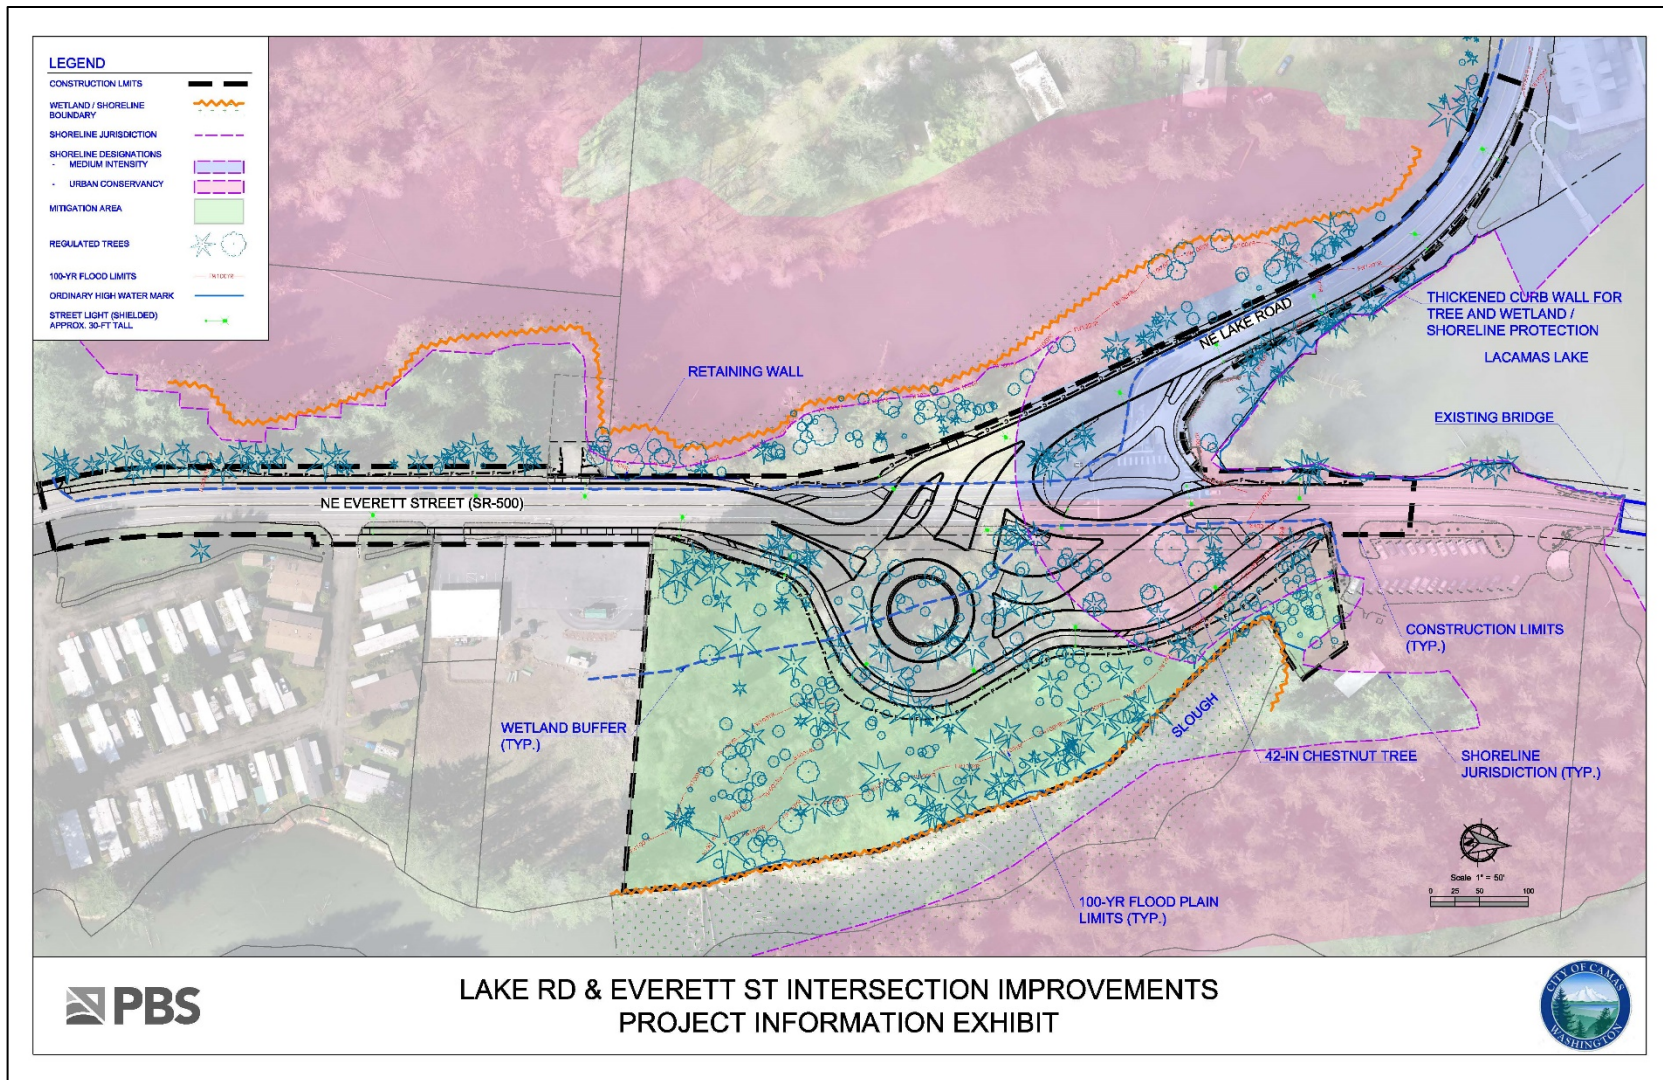 LEGEND
CONSTRUCTION LIMITS
WETLAND / SHORELINE
BOUNDARY
SHORELINE JURISDICTION
SHORELINE DESIGNATIONS
- MEDIUM INTENSITY
- URBAN CONSERVANCY
MITIGATION AREA
REGULATED TREES
100-YR FLOOD LIMITS
ORDINARY HIGH WATER MARK
STREET LIGHT (SHIELDED)
APPROX. 30-FT TALL
RETAINING WALL
NE LAKE ROAD
THICKENED CURB WALL FOR
TREE AND WETLAND /
SHORELINE PROTECTION
LACAMAS LAKE
EXISTING BRIDGE
NE EVERETT STREET (SR-500)
CONSTRUCTION LIMITS
(TYP.)
WETLAND BUFFER
(TYP.)
SLOUGH
42-IN CHESTNUT TREE
SHORELINE
JURISDICTION (TYP.)
100-YR FLOOD PLAIN
LIMITS (TYP.)
Scale 1" = 50'
0 25 50 100
PBS
LAKE RD & EVERETT ST INTERSECTION IMPROVEMENTS
PROJECT INFORMATION EXHIBIT
CITY OF CAMAS
WASHINGTON